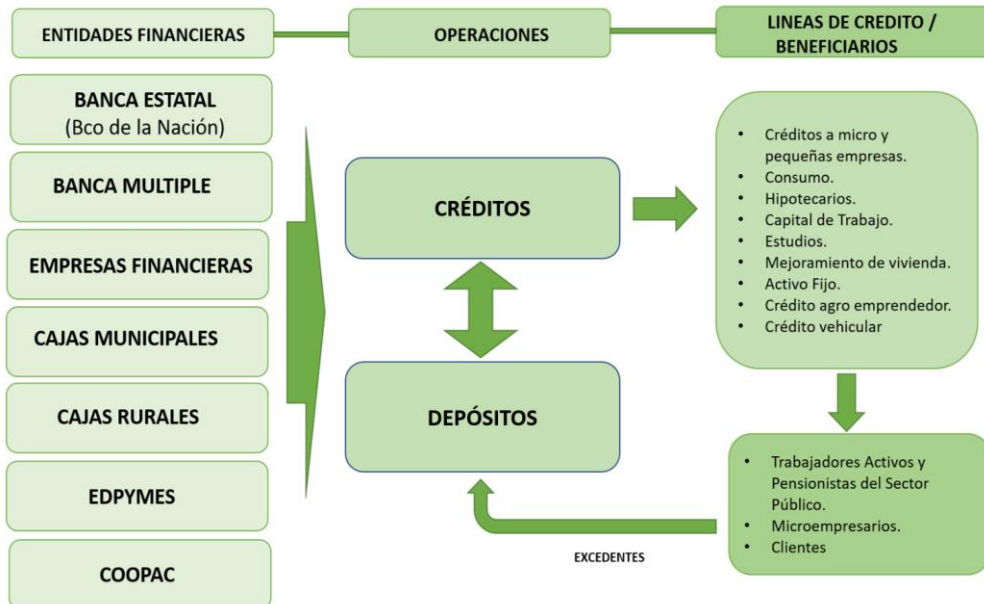 ENTIDADES FINANCIERAS
OPERACIONES
LINEAS DE CREDITO /
BENEFICIARIOS
BANCA ESTATAL
(Bco de la Nación)
BANCA MULTIPLE
EMPRESAS FINANCIERAS
CAJAS MUNICIPALES
CAJAS RURALES
EDPYMES
COOPAC
CRÉDITOS
DEPÓSITOS
• Créditos a micro y
pequeñas empresas.
• Consumo.
• Hipotecarios.
• Capital de Trabajo.
• Estudios.
• Mejoramiento de vivienda.
• Activo Fijo.
• Crédito agro emprendedor.
• Crédito vehicular
• Trabajadores Activos y
Pensionistas del Sector
Público.
• Microempresarios.
• Clientes
EXCEDENTES